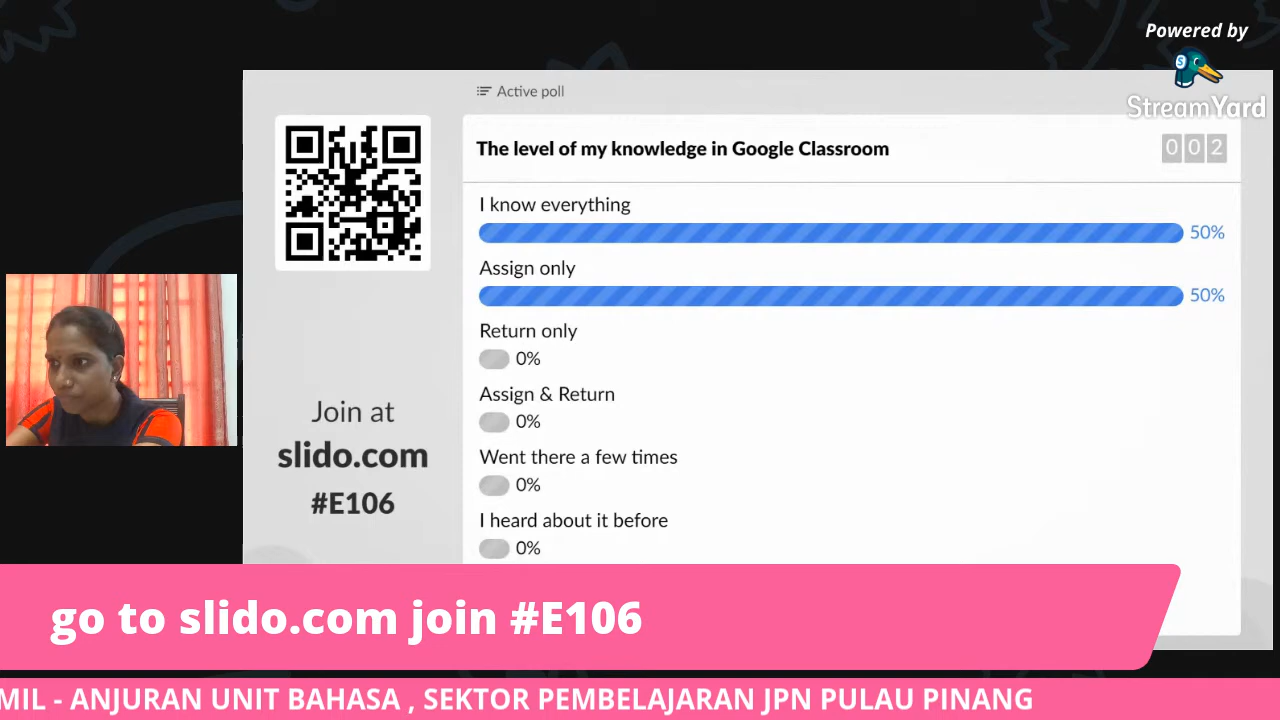 Powered by
StreamYard
Active poll
The level of my knowledge in Google Classroom
002
I know everything
50%
Assign only
50%
Return only
0%
Assign & Return
0%
Went there a few times
0%
I heard about it before
0%
Join at
slido.com
#E106
go to slido.com join #E106
MIL - ANJURAN UNIT BAHASA , SEKTOR PEMBELAJARAN JPN PULAU PINANG